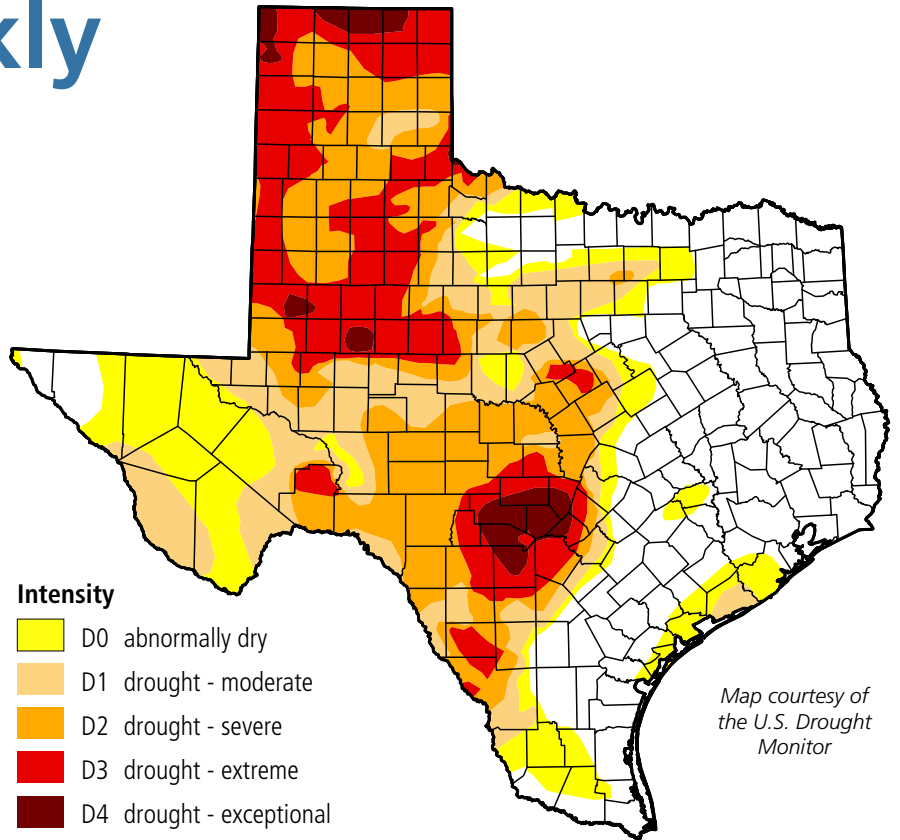 kly
Intensity
D0 abnormally dry
D1 drought - moderate
D2 drought - severe
D3 drought - extreme
D4 drought - exceptional
Map courtesy of
the U.S. Drought
Monitor